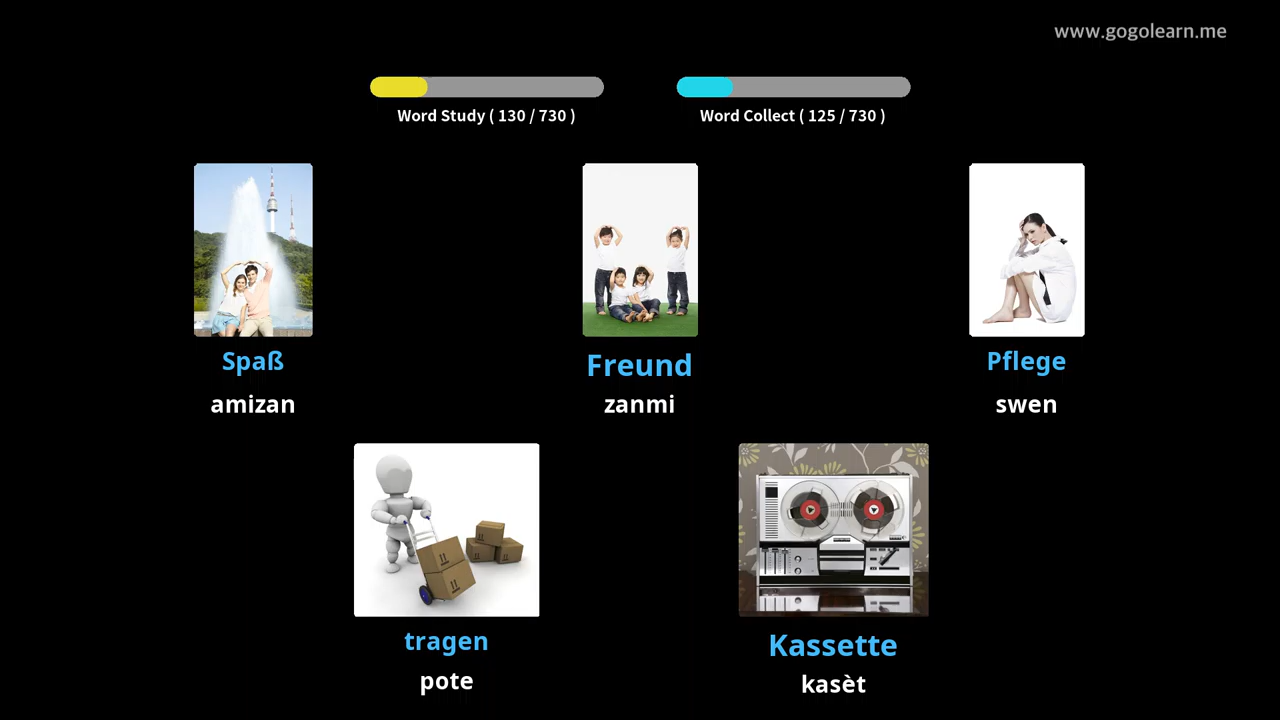 www.gogolearn.me
Word Study ( 130 / 730 )
Word Collect ( 125 / 730 )
Spaß
amizan
Freund
zanmi
Pflege
swen
tragen
pote
Kassette
kasèt